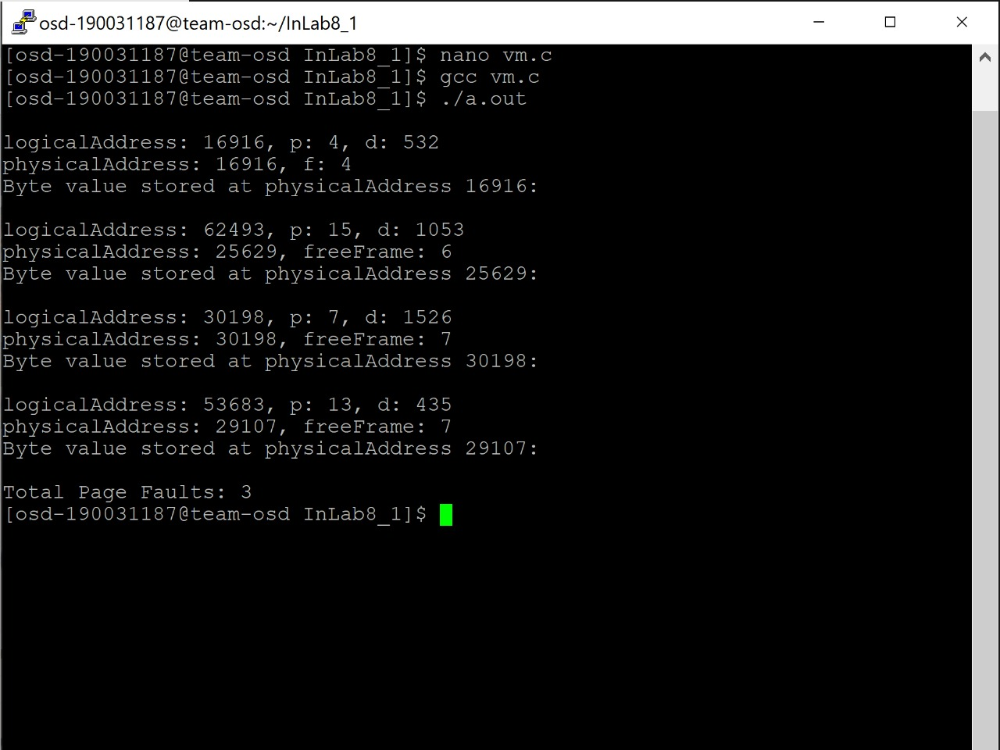 osd-190031187@team-osd:~/InLab8_1
[osd-190031187@team-osd InLab8_1]$ nano vm.c
[osd-190031187@team-osd InLab8_1]$ gcc vm.c
[osd-190031187@team-osd InLab8_1]$ ./a.out
logicalAddress: 16916, p: 4, d: 532
physicalAddress: 16916, f: 4
Byte value stored at physicalAddress 16916:
logicalAddress: 62493, p: 15, d: 1053
physicalAddress: 25629, freeFrame: 6
Byte value stored at physicalAddress 25629:
logicalAddress: 30198, p: 7, d: 1526
physicalAddress: 30198, freeFrame: 7
Byte value stored at physicalAddress 30198:
logicalAddress: 53683, p: 13, d: 435
physicalAddress: 29107, freeFrame: 7
Byte value stored at physicalAddress 29107:
Total Page Faults: 3
[osd-190031187@team-osd InLab8_1]$